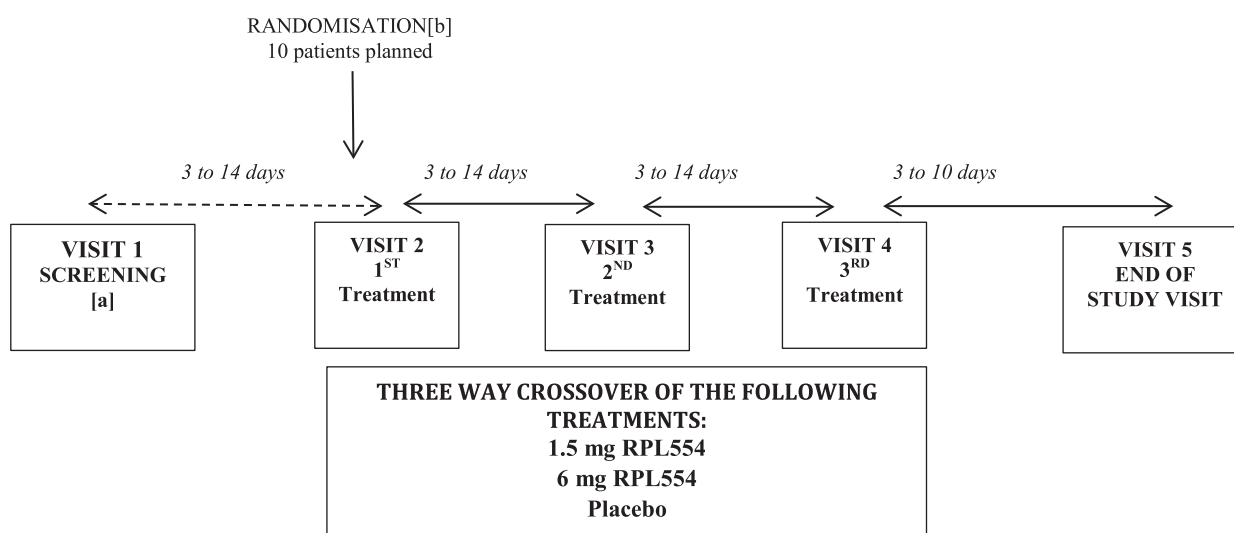 RANDOMISATION[b]
10 patients planned
3 to 14 days
3 to 14 days
3 to 14 days
3 to 10 days
VISIT 1
SCREENING
[a]
VISIT 2
1ST
Treatment
VISIT 3
2ND
Treatment
VISIT 4
3RD
Treatment
VISIT 5
END OF
STUDY VISIT
THREE WAY CROSSOVER OF THE FOLLOWING
TREATMENTS:
1.5 mg RPL554
6 mg RPL554
Placebo